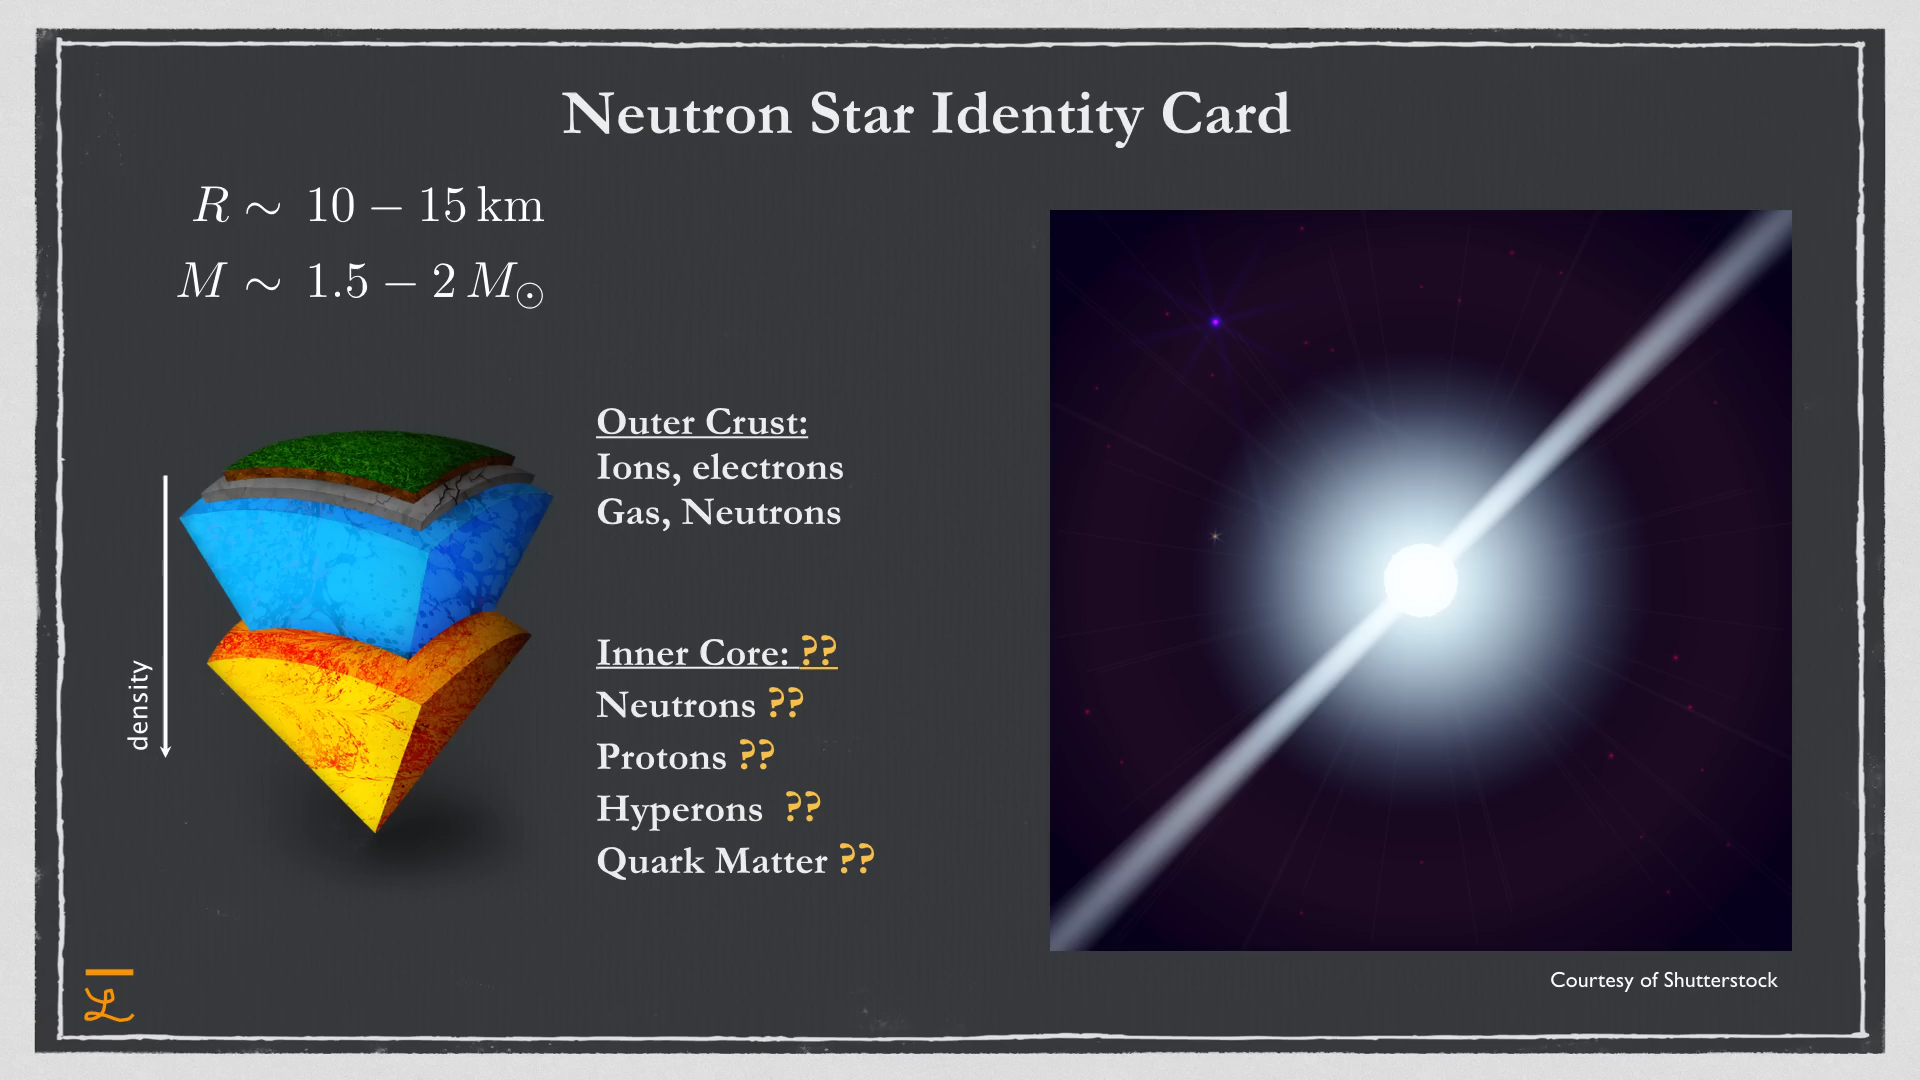 Neutron Star Identity Card
R ∼ 10 − 15 km
M ∼ 1.5 − 2 M⊙
Outer Crust:
Ions, electrons
Gas, Neutrons
density
Inner Core: ??
Neutrons ??
Protons ??
Hyperons ??
Quark Matter ??
Courtesy of Shutterstock